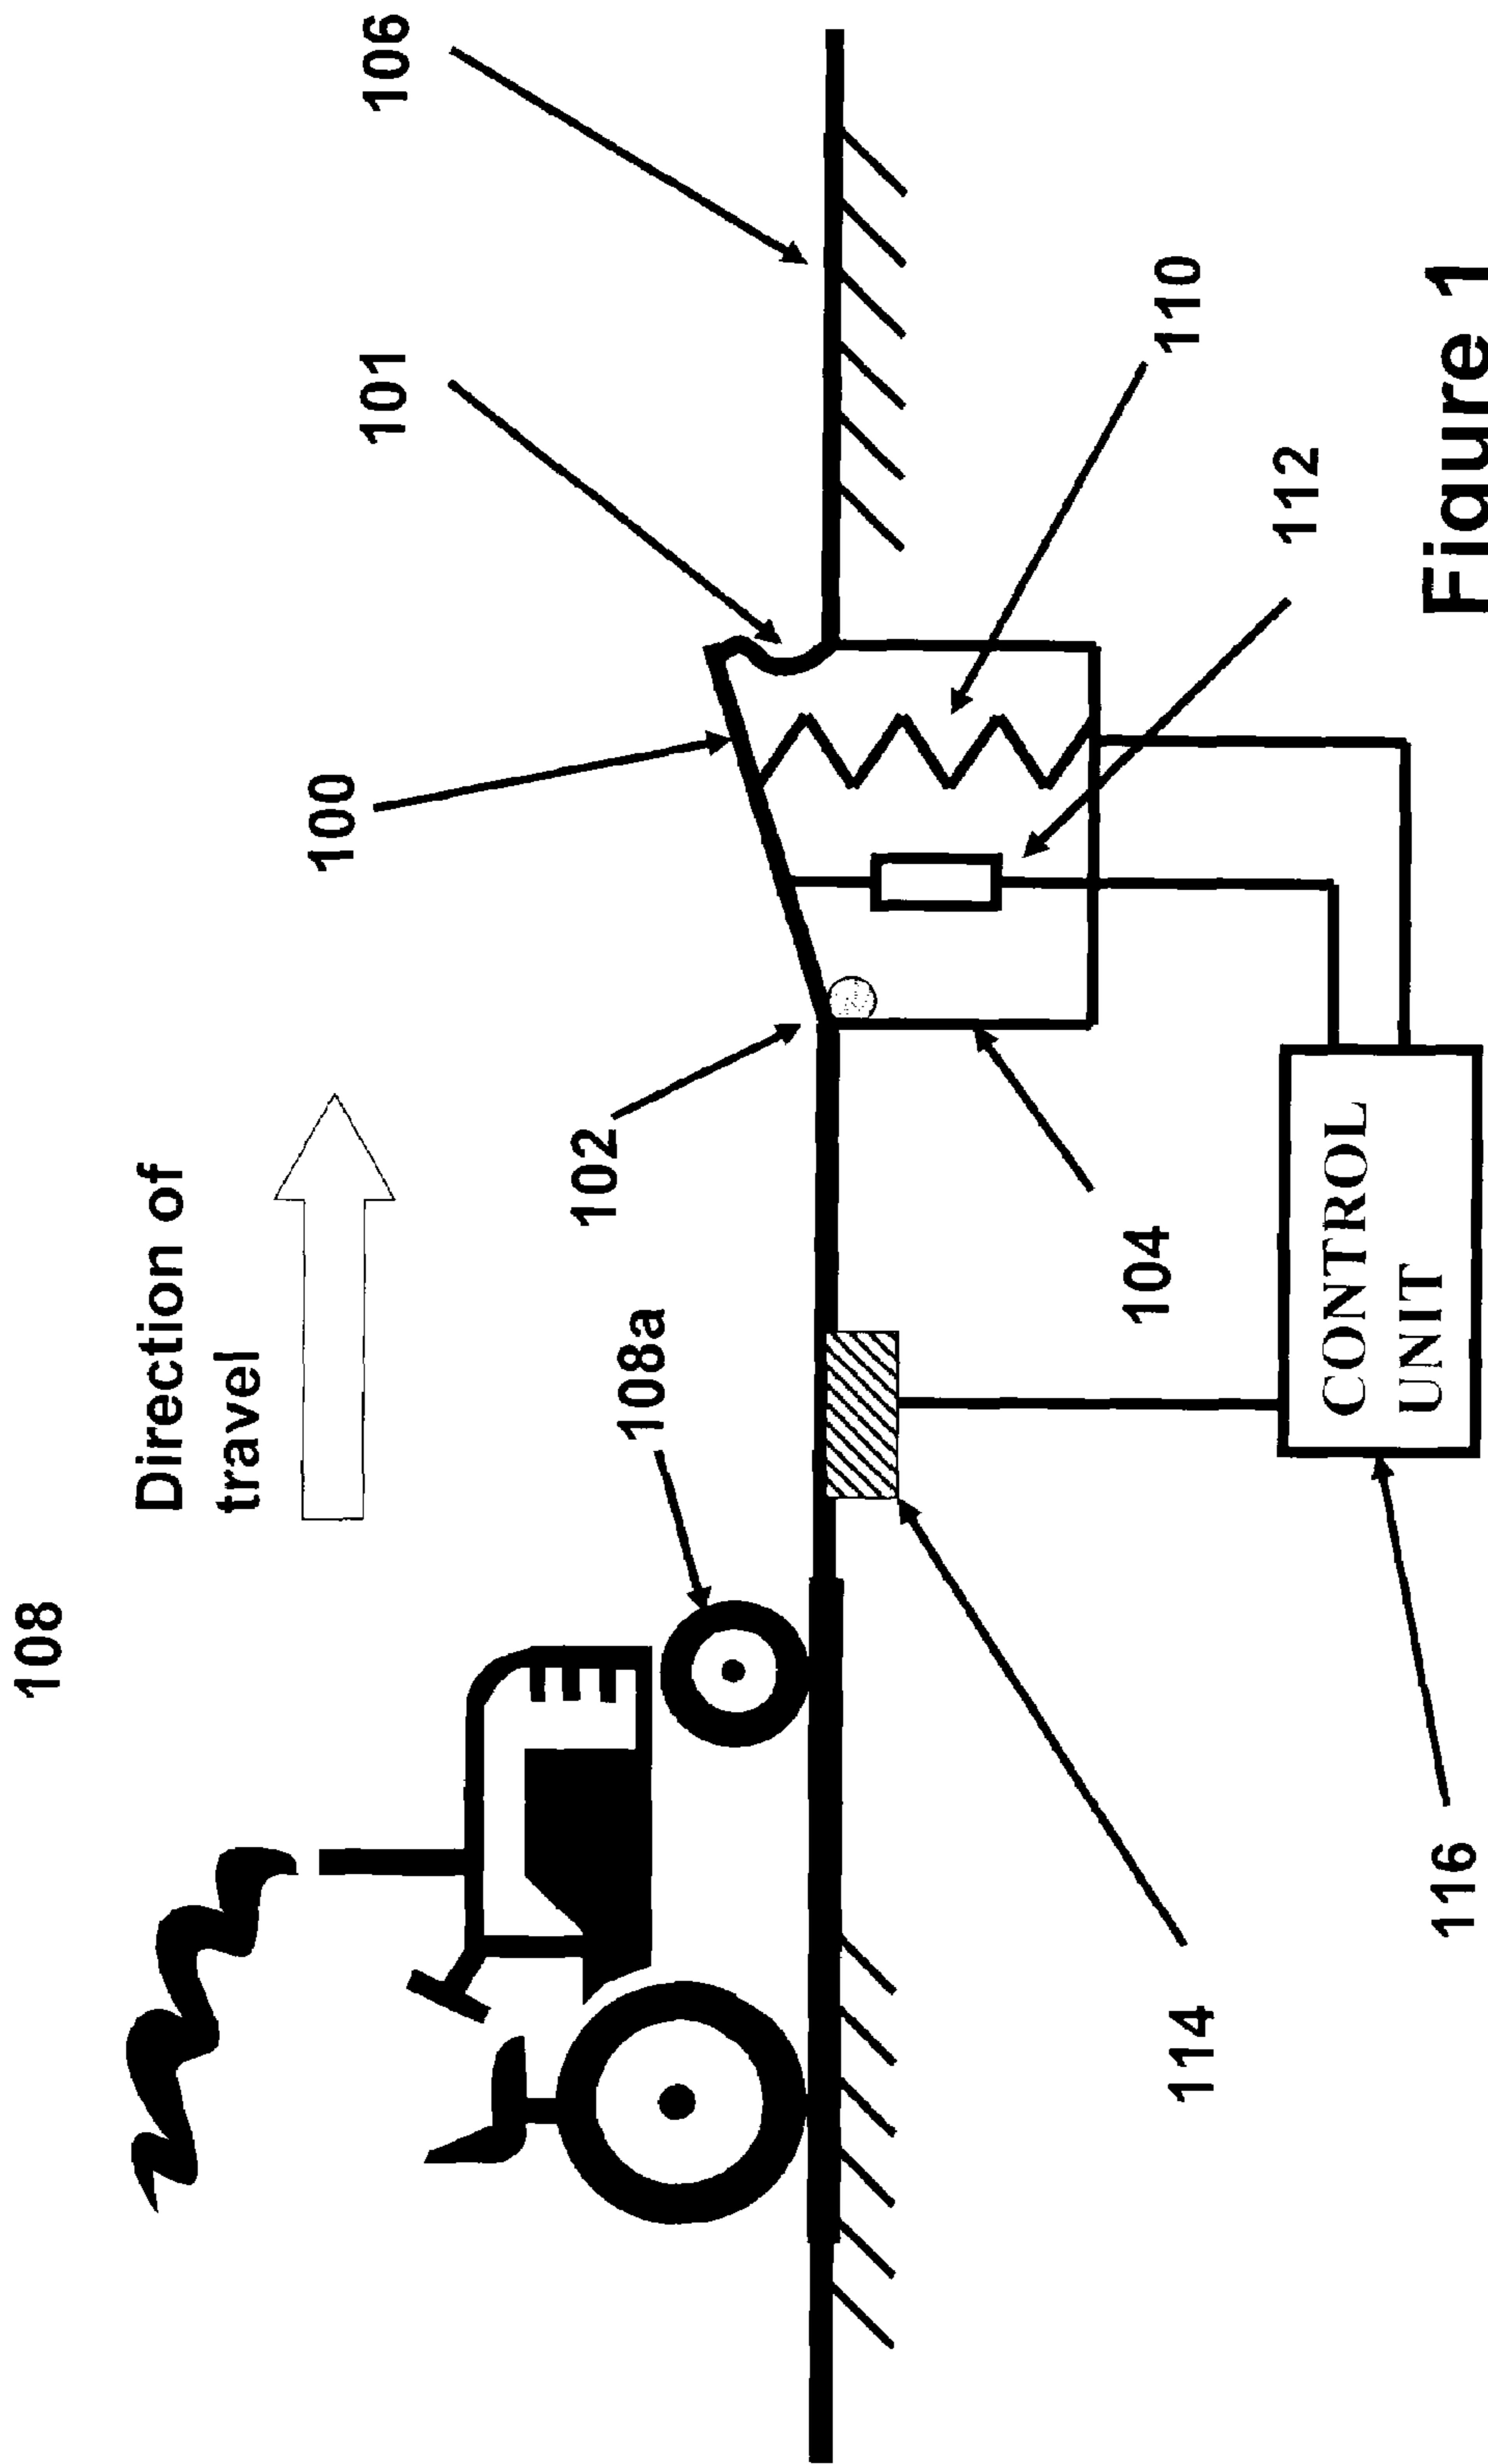 108
Direction of
travel
108a
102
100
101
106
104
114
116
CONTROL
UNIT
112
110
Figure 1